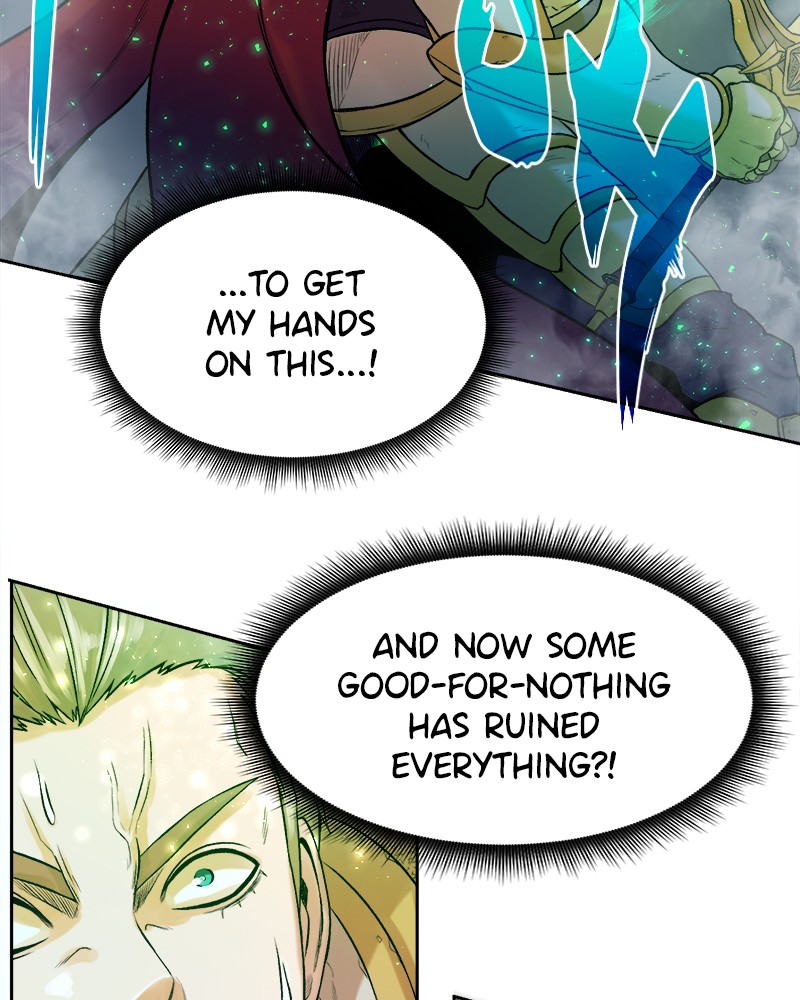 ...TO GET
MY HANDS
ON THIS...!
AND NOW SOME
GOOD-FOR-NOTHING
HAS RUINED
EVERYTHING?!